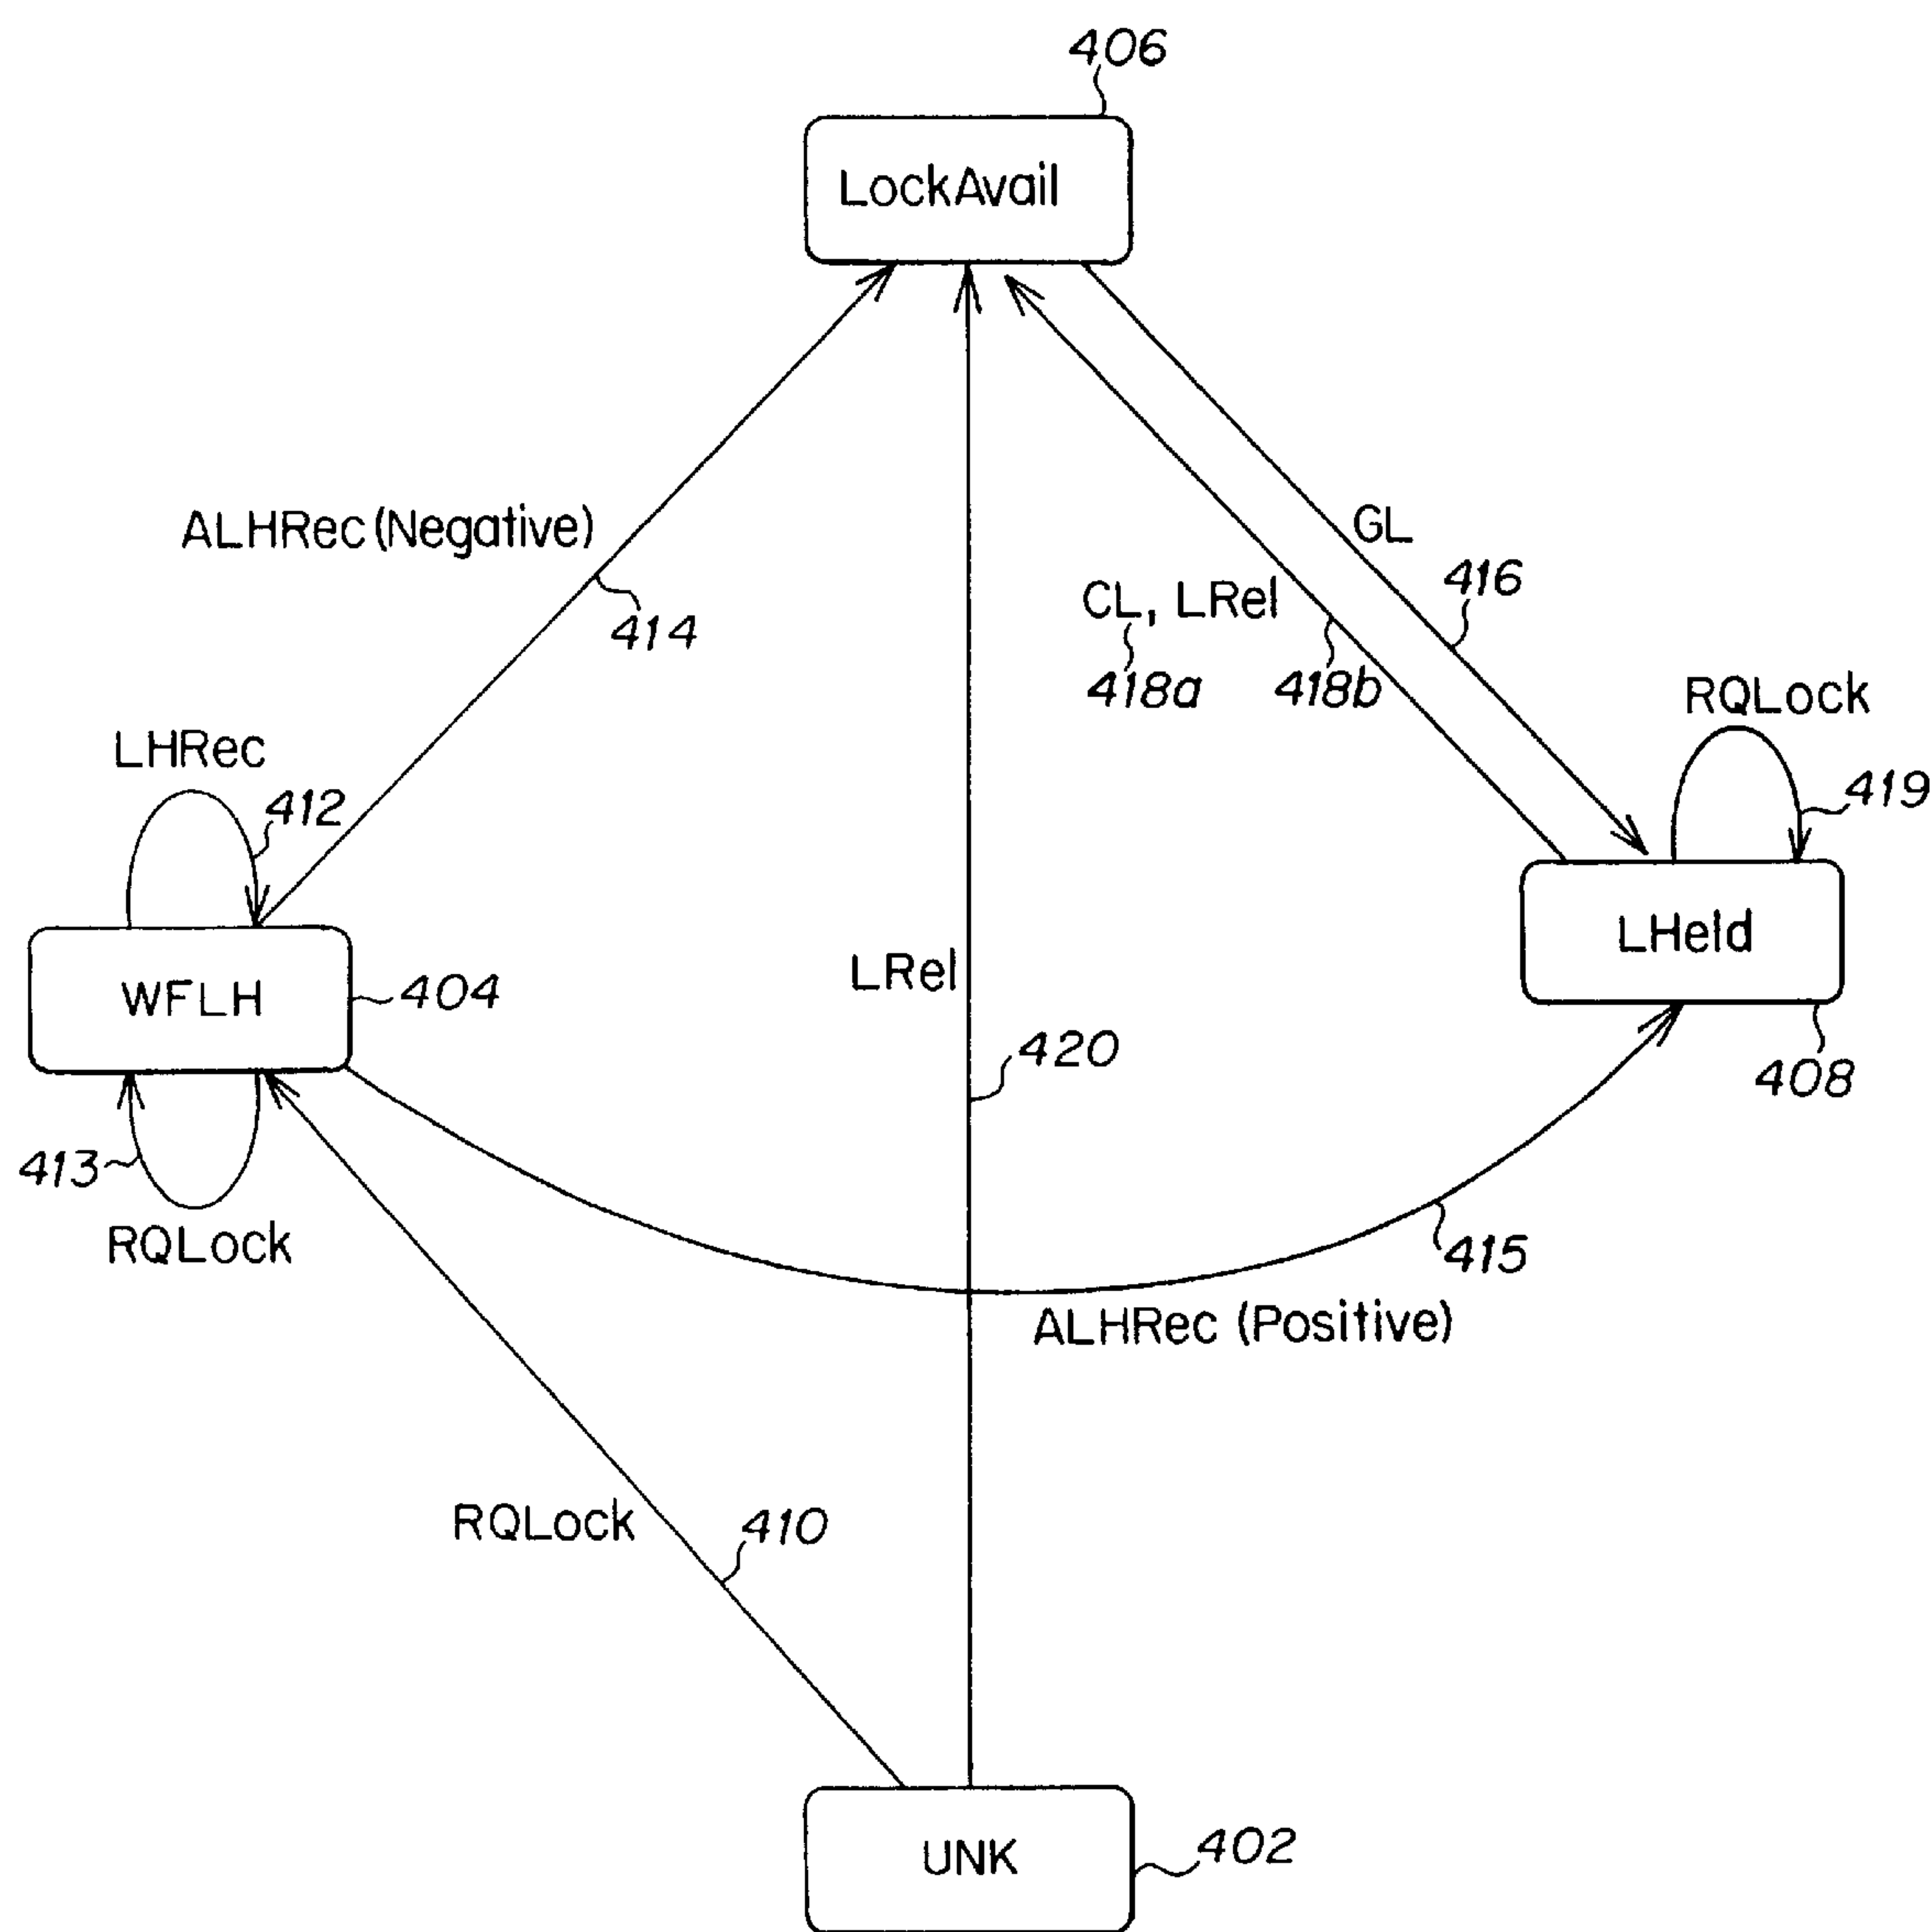 406
LockAvail
ALHRec (Negative)
414
GL
416
CL, LRel
418a
418b
RQLock
419
LHRec
412
WFLH
404
LHeld
408
LRel
420
413
RQLock
415
ALHRec (Positive)
RQLock
410
UNK
402